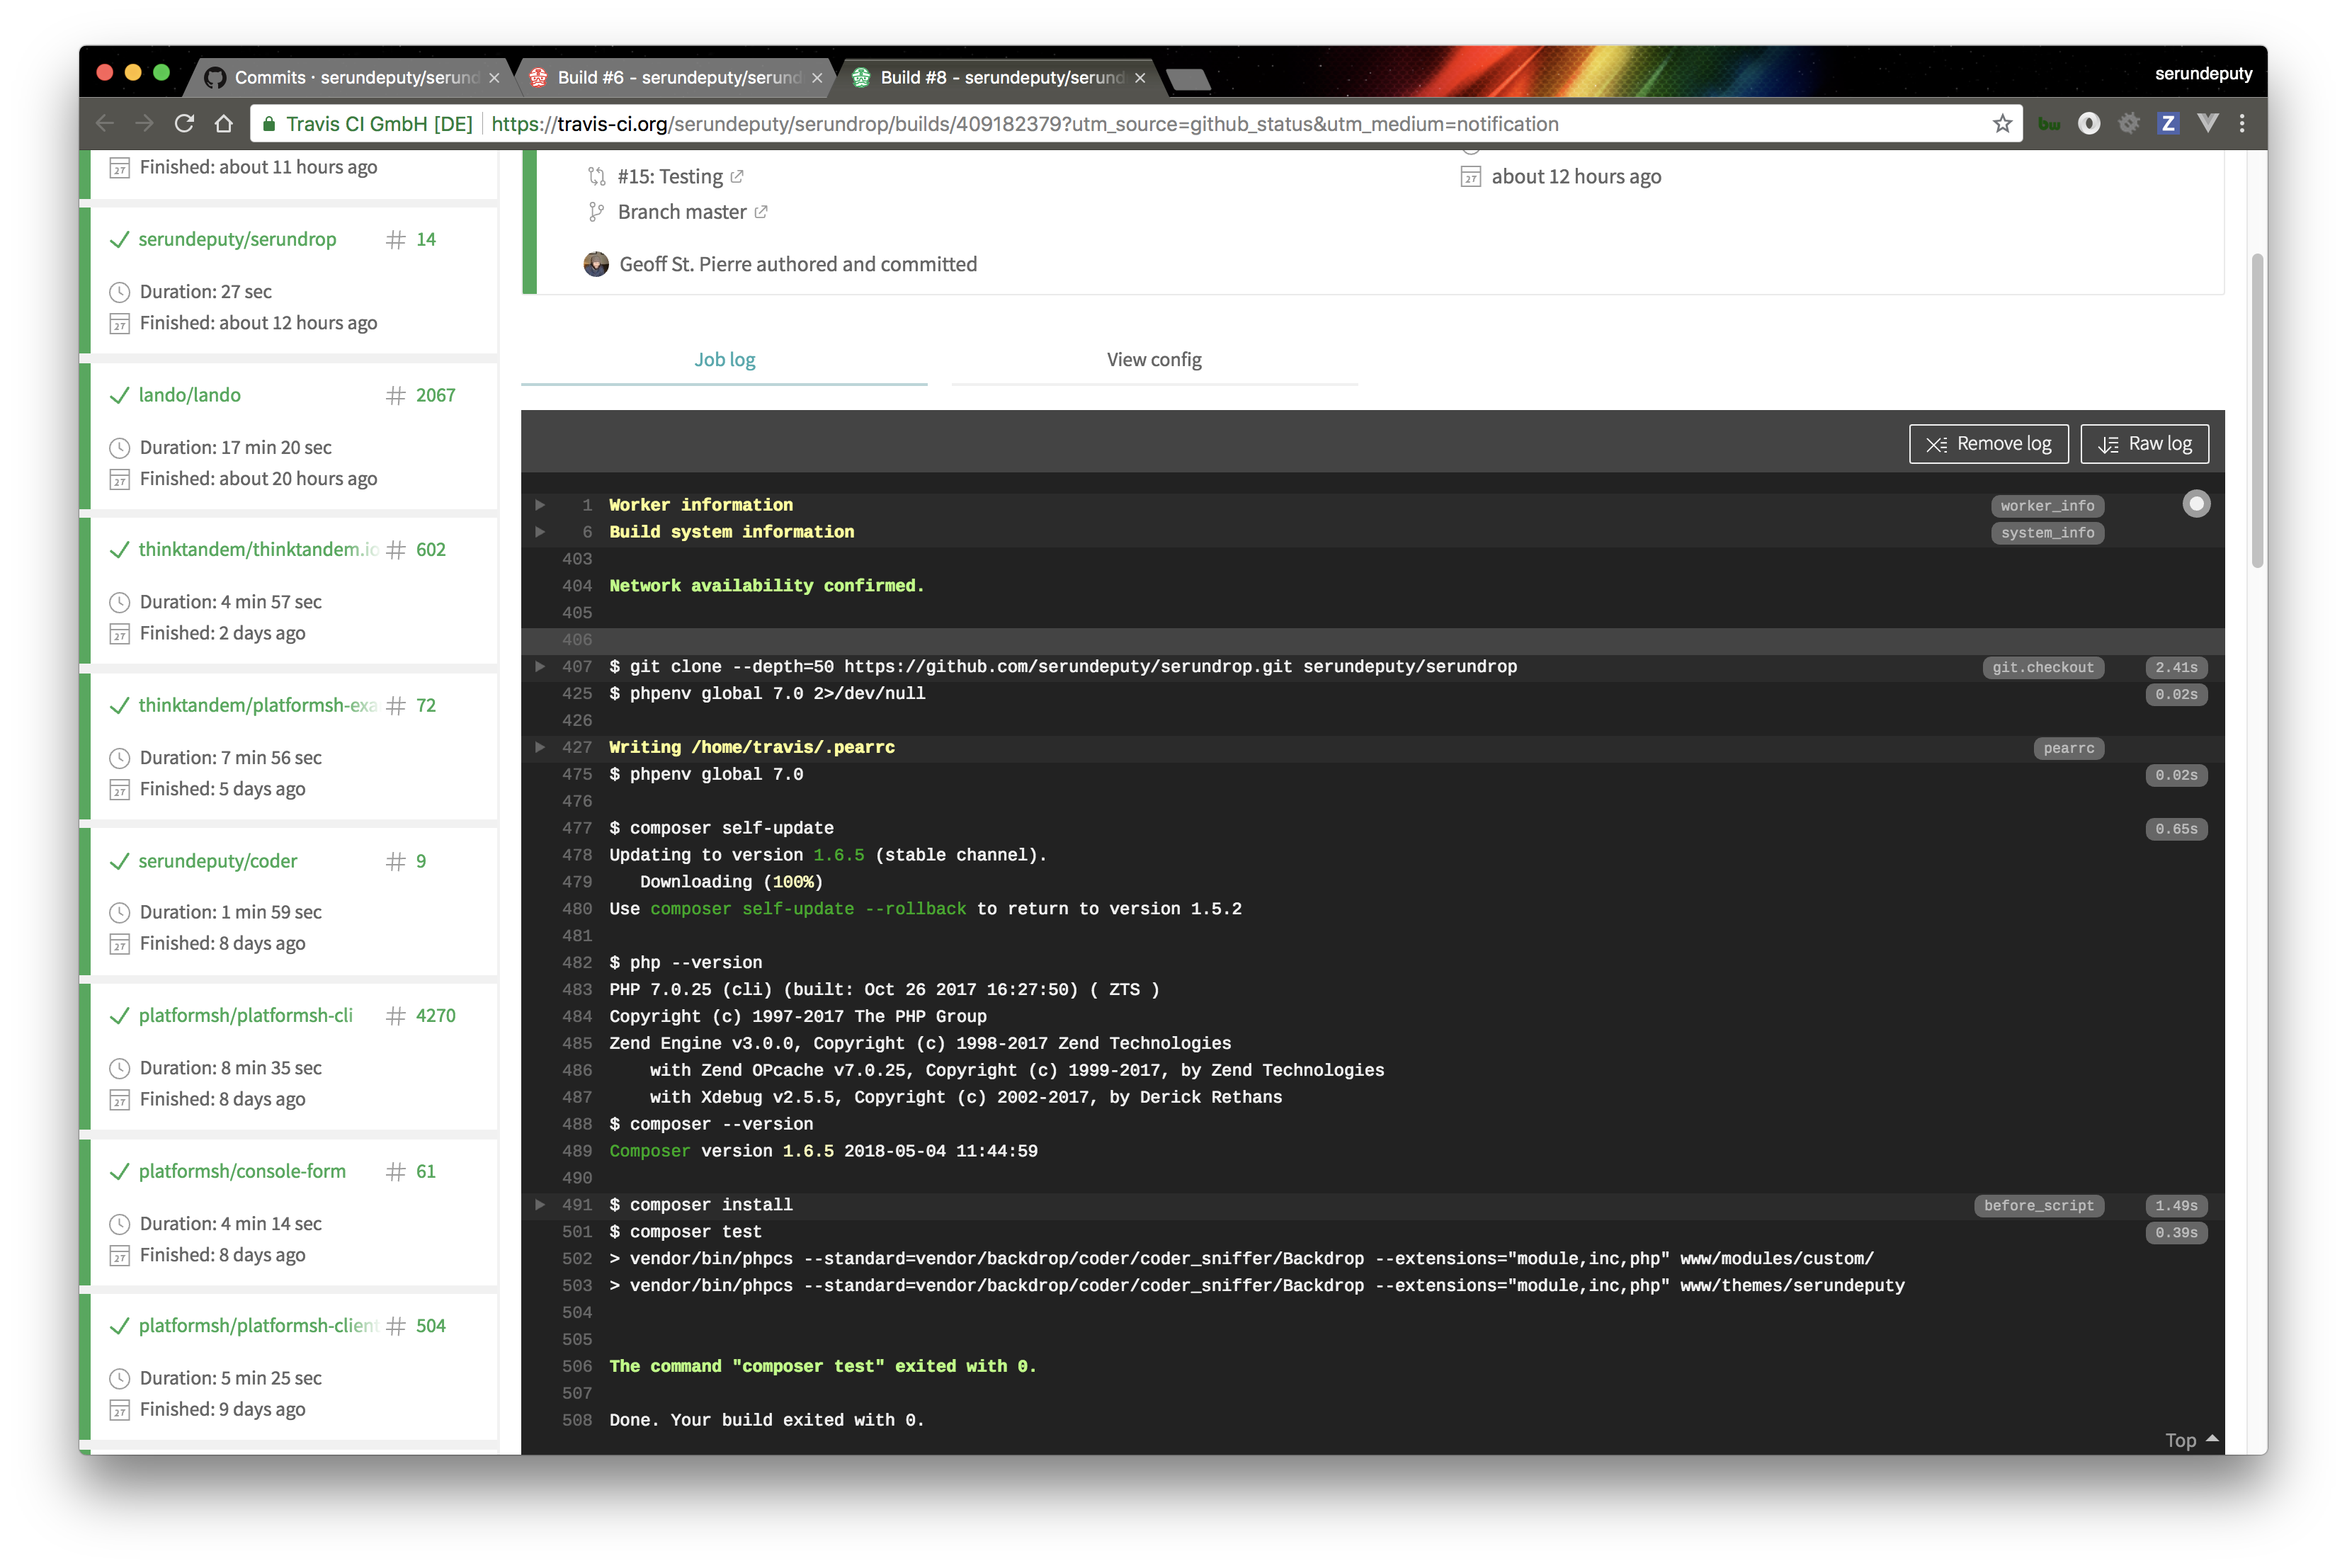 Commits · serundeputy/serund
Build #6 - serundeputy/serund
Build #8 - serundeputy/serund
serundeputy
Travis CI GmbH [DE]
https://travis-ci.org/serundeputy/serundrop/builds/409182379?utm_source=github_status&utm_medium=notification
bw
Z
27 Finished: about 11 hours ago
serundeputy/serundrop # 14
Duration: 27 sec
27 Finished: about 12 hours ago
lando/lando # 2067
Duration: 17 min 20 sec
27 Finished: about 20 hours ago
thinktandem/thinktandem.io # 602
Duration: 4 min 57 sec
27 Finished: 2 days ago
thinktandem/platformsh-exa # 72
Duration: 7 min 56 sec
27 Finished: 5 days ago
serundeputy/coder # 9
Duration: 1 min 59 sec
27 Finished: 8 days ago
platformsh/platformsh-cli # 4270
Duration: 8 min 35 sec
27 Finished: 8 days ago
platformsh/console-form # 61
Duration: 4 min 14 sec
27 Finished: 8 days ago
platformsh/platformsh-client # 504
Duration: 5 min 25 sec
27 Finished: 9 days ago
#15: Testing
27 about 12 hours ago
Branch master
Geoff St. Pierre authored and committed
Job log
View config
Remove log
Raw log
1 Worker information worker_info
6 Build system information system_info
403
404 Network availability confirmed.
405
406
407 $ git clone --depth=50 https://github.com/serundeputy/serundrop.git serundeputy/serundrop git.checkout 2.41s
425 $ phpenv global 7.0 2>/dev/null 0.02s
426
427 Writing /home/travis/.pearrc pearrc
475 $ phpenv global 7.0 0.02s
476
477 $ composer self-update 0.65s
478 Updating to version 1.6.5 (stable channel).
479 Downloading (100%)
480 Use composer self-update --rollback to return to version 1.5.2
481
482 $ php --version
483 PHP 7.0.25 (cli) (built: Oct 26 2017 16:27:50) ( ZTS )
484 Copyright (c) 1997-2017 The PHP Group
485 Zend Engine v3.0.0, Copyright (c) 1998-2017 Zend Technologies
486 with Zend OPcache v7.0.25, Copyright (c) 1999-2017, by Zend Technologies
487 with Xdebug v2.5.5, Copyright (c) 2002-2017, by Derick Rethans
488 $ composer --version
489 Composer version 1.6.5 2018-05-04 11:44:59
490
491 $ composer install before_script 1.49s
501 $ composer test 0.39s
502 > vendor/bin/phpcs --standard=vendor/backdrop/coder/coder_sniffer/Backdrop --extensions="module,inc,php" www/modules/custom/
503 > vendor/bin/phpcs --standard=vendor/backdrop/coder/coder_sniffer/Backdrop --extensions="module,inc,php" www/themes/serundeputy
504
505
506 The command "composer test" exited with 0.
507
508 Done. Your build exited with 0.
Top